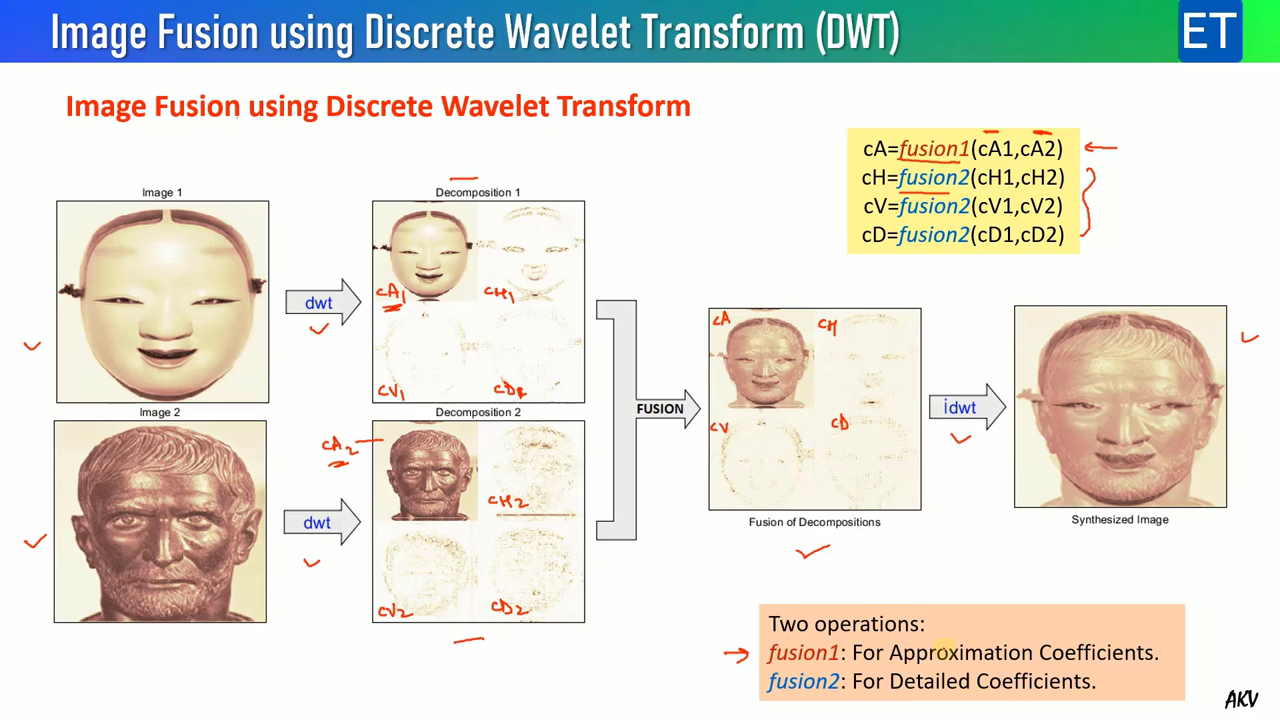 Image Fusion using Discrete Wavelet Transform (DWT)
ET
Image Fusion using Discrete Wavelet Transform
cA=fusion1(cA1,cA2)
cH=fusion2(cH1,cH2)
cV=fusion2(cV1,cV2)
cD=fusion2(cD1,cD2)
Image 1
Decomposition 1
dwt
cA1
cH1
cV1
cD1
Image 2
Decomposition 2
dwt
cA2
cH2
cV2
cD2
FUSION
cA
cH
cV
cD
Fusion of Decompositions
idwt
Synthesized Image
Two operations:
fusion1: For Approximation Coefficients.
fusion2: For Detailed Coefficients.
AKV